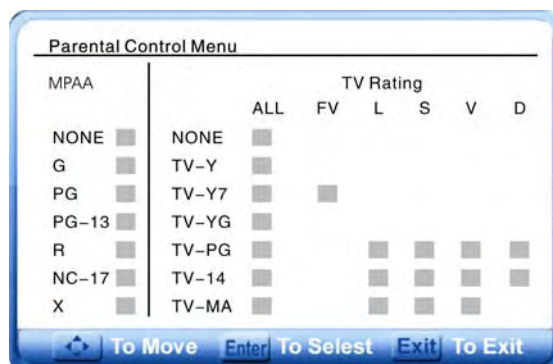 Parental Control Menu
MPAA TV Rating
ALL FV L S V D
NONE NONE
G TV-Y
PG TV-Y7
PG-13 TV-YG
R TV-PG
NC-17 TV-14
X TV-MA
To Move Enter To Selest Exit To Exit